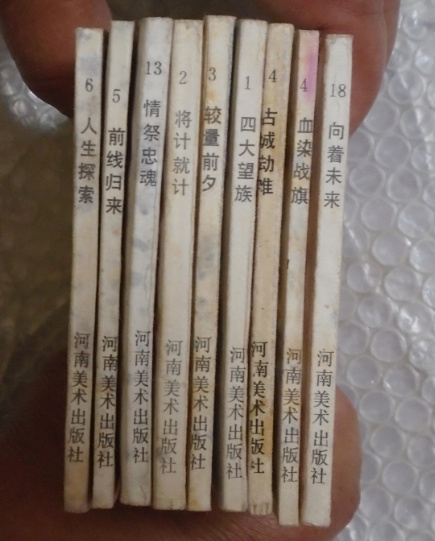 6 人生探索 河南美术出版社
5 前线归来 河南美术出版社
13 情祭忠魂 河南美术出版社
2 将计就计 河南美术出版社
3 较量前夕 河南美术出版社
1 四大望族 河南美术出版社
4 古城劫难 河南美术出版社
4 血染战旗 河南美术出版社
18 向着未来 河南美术出版社